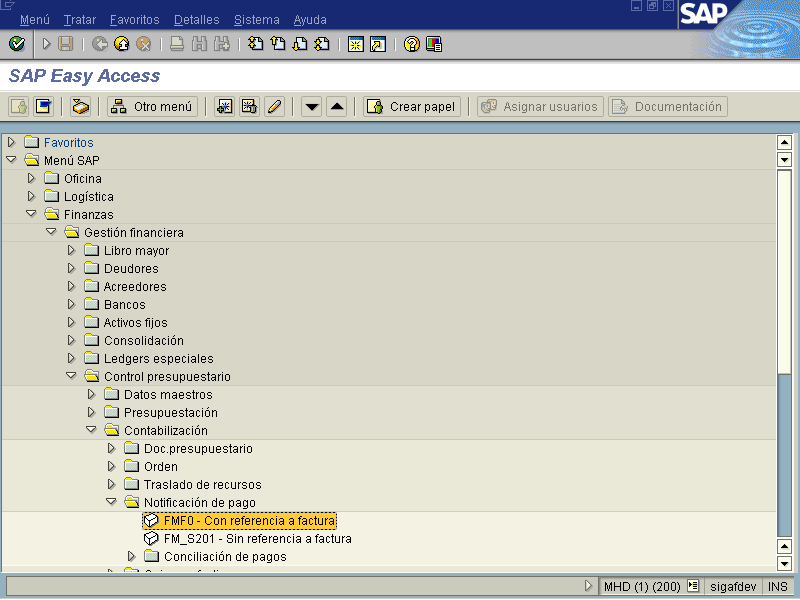 Menú Tratar Favoritos Detalles Sistema Ayuda
SAP
SAP Easy Access
Otro menú Crear papel Asignar usuarios Documentación
Favoritos
Menú SAP
Oficina
Logística
Finanzas
Gestión financiera
Libro mayor
Deudores
Acreedores
Bancos
Activos fijos
Consolidación
Ledgers especiales
Control presupuestario
Datos maestros
Presupuestación
Contabilización
Doc.presupuestario
Orden
Traslado de recursos
Notificación de pago
FMF0 - Con referencia a factura
FM_S201 - Sin referencia a factura
Conciliación de pagos
MHD (1) (200) sigafdev INS